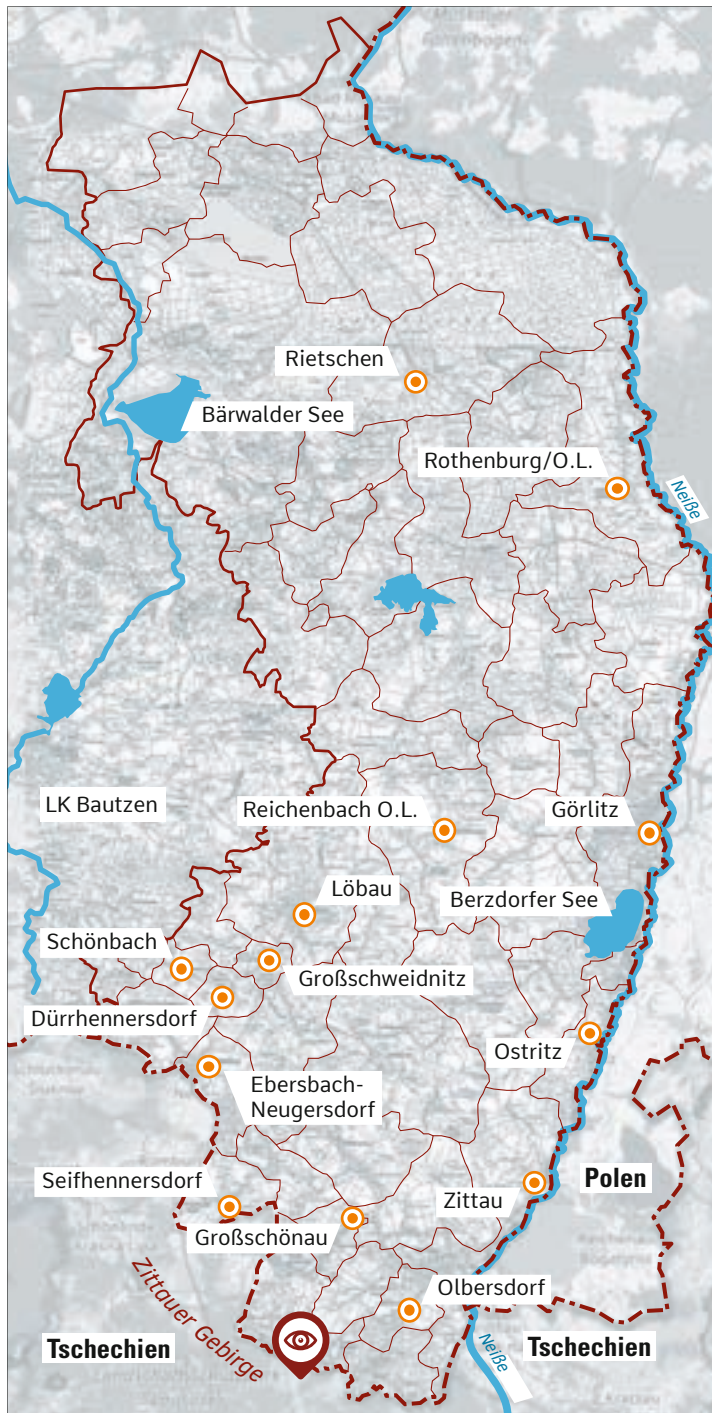 Rietschen
Bärwalder See
Rothenburg/O.L.
Neiße
LK Bautzen
Reichenbach O.L.
Görlitz
Löbau
Berzdorfer See
Schönbach
Großschweidnitz
Dürrhennersdorf
Ostritz
Ebersbach-
Neugersdorf
Seifhennersdorf
Zittau
Polen
Großschönau
Zittauer Gebirge
Olbersdorf
Tschechien
Neiße
Tschechien